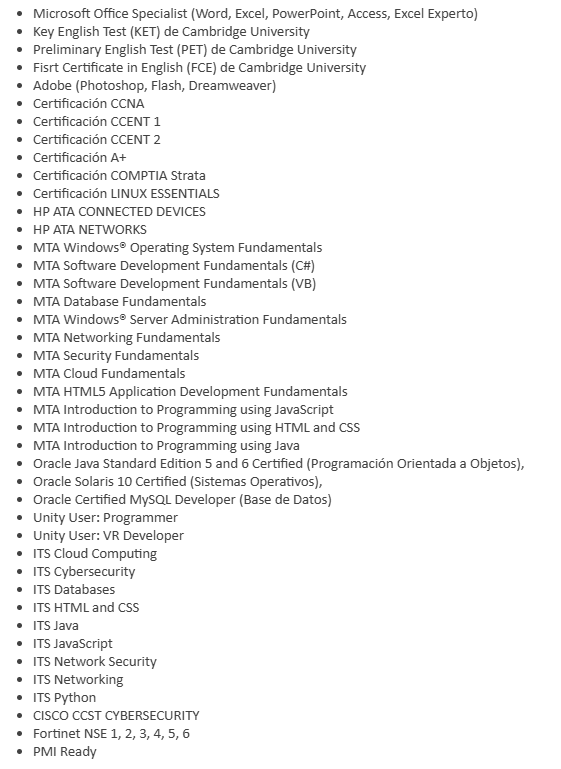 • Microsoft Office Specialist (Word, Excel, PowerPoint, Access, Excel Experto)
• Key English Test (KET) de Cambridge University
• Preliminary English Test (PET) de Cambridge University
• Fisrt Certificate in English (FCE) de Cambridge University
• Adobe (Photoshop, Flash, Dreamweaver)
• Certificación CCNA
• Certificación CCENT 1
• Certificación CCENT 2
• Certificación A+
• Certificación COMPTIA Strata
• Certificación LINUX ESSENTIALS
• HP ATA CONNECTED DEVICES
• HP ATA NETWORKS
• MTA Windows® Operating System Fundamentals
• MTA Software Development Fundamentals (C#)
• MTA Software Development Fundamentals (VB)
• MTA Database Fundamentals
• MTA Windows® Server Administration Fundamentals
• MTA Networking Fundamentals
• MTA Security Fundamentals
• MTA Cloud Fundamentals
• MTA HTML5 Application Development Fundamentals
• MTA Introduction to Programming using JavaScript
• MTA Introduction to Programming using HTML and CSS
• MTA Introduction to Programming using Java
• Oracle Java Standard Edition 5 and 6 Certified (Programación Orientada a Objetos),
• Oracle Solaris 10 Certified (Sistemas Operativos),
• Oracle Certified MySQL Developer (Base de Datos)
• Unity User: Programmer
• Unity User: VR Developer
• ITS Cloud Computing
• ITS Cybersecurity
• ITS Databases
• ITS HTML and CSS
• ITS Java
• ITS JavaScript
• ITS Network Security
• ITS Networking
• ITS Python
• CISCO CCST CYBERSECURITY
• Fortinet NSE 1, 2, 3, 4, 5, 6
• PMI Ready